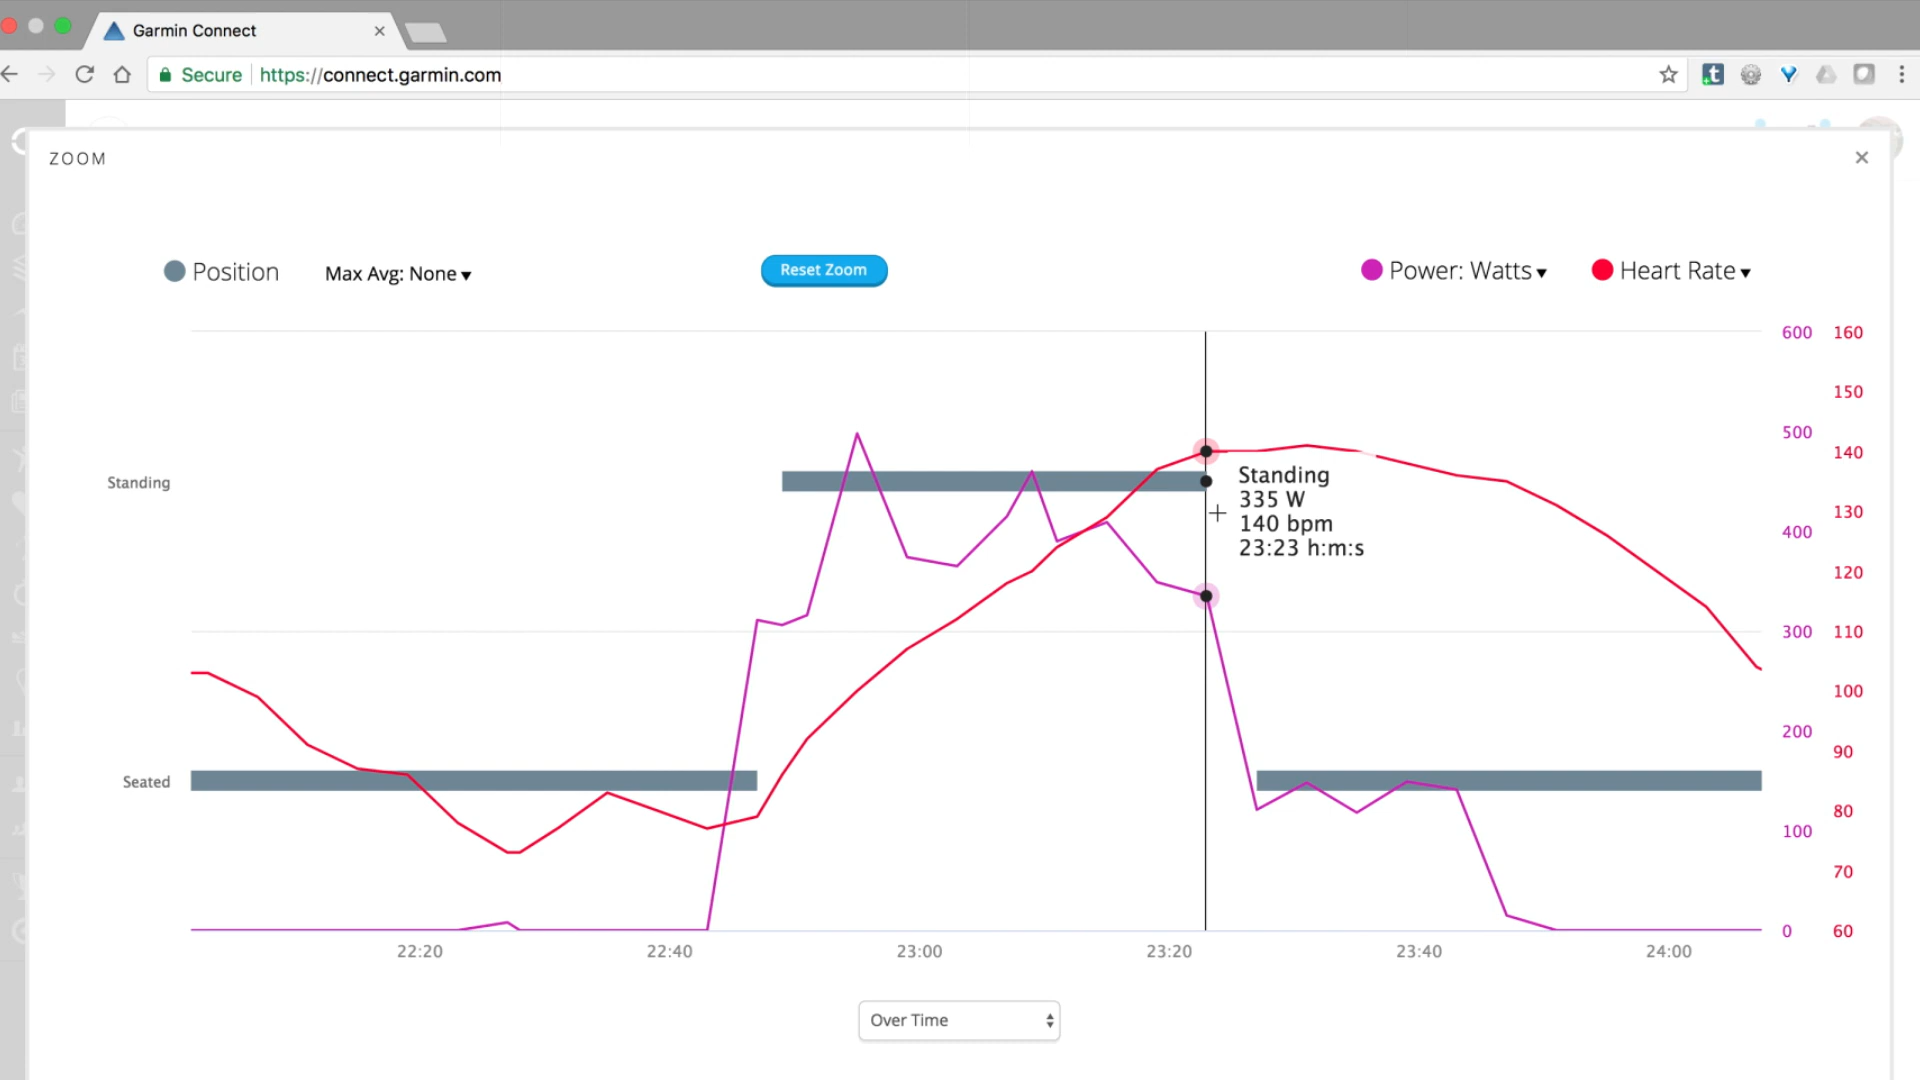 Garmin Connect
Secure https://connect.garmin.com
ZOOM
Position Max Avg: None Reset Zoom Power: Watts Heart Rate
600 160
150
500
140
Standing
Standing
335 W
140 bpm
23:23 h:m:s
130
400
120
300 110
100
200
90
Seated
80
100
70
0 60
22:20 22:40 23:00 23:20 23:40 24:00
Over Time